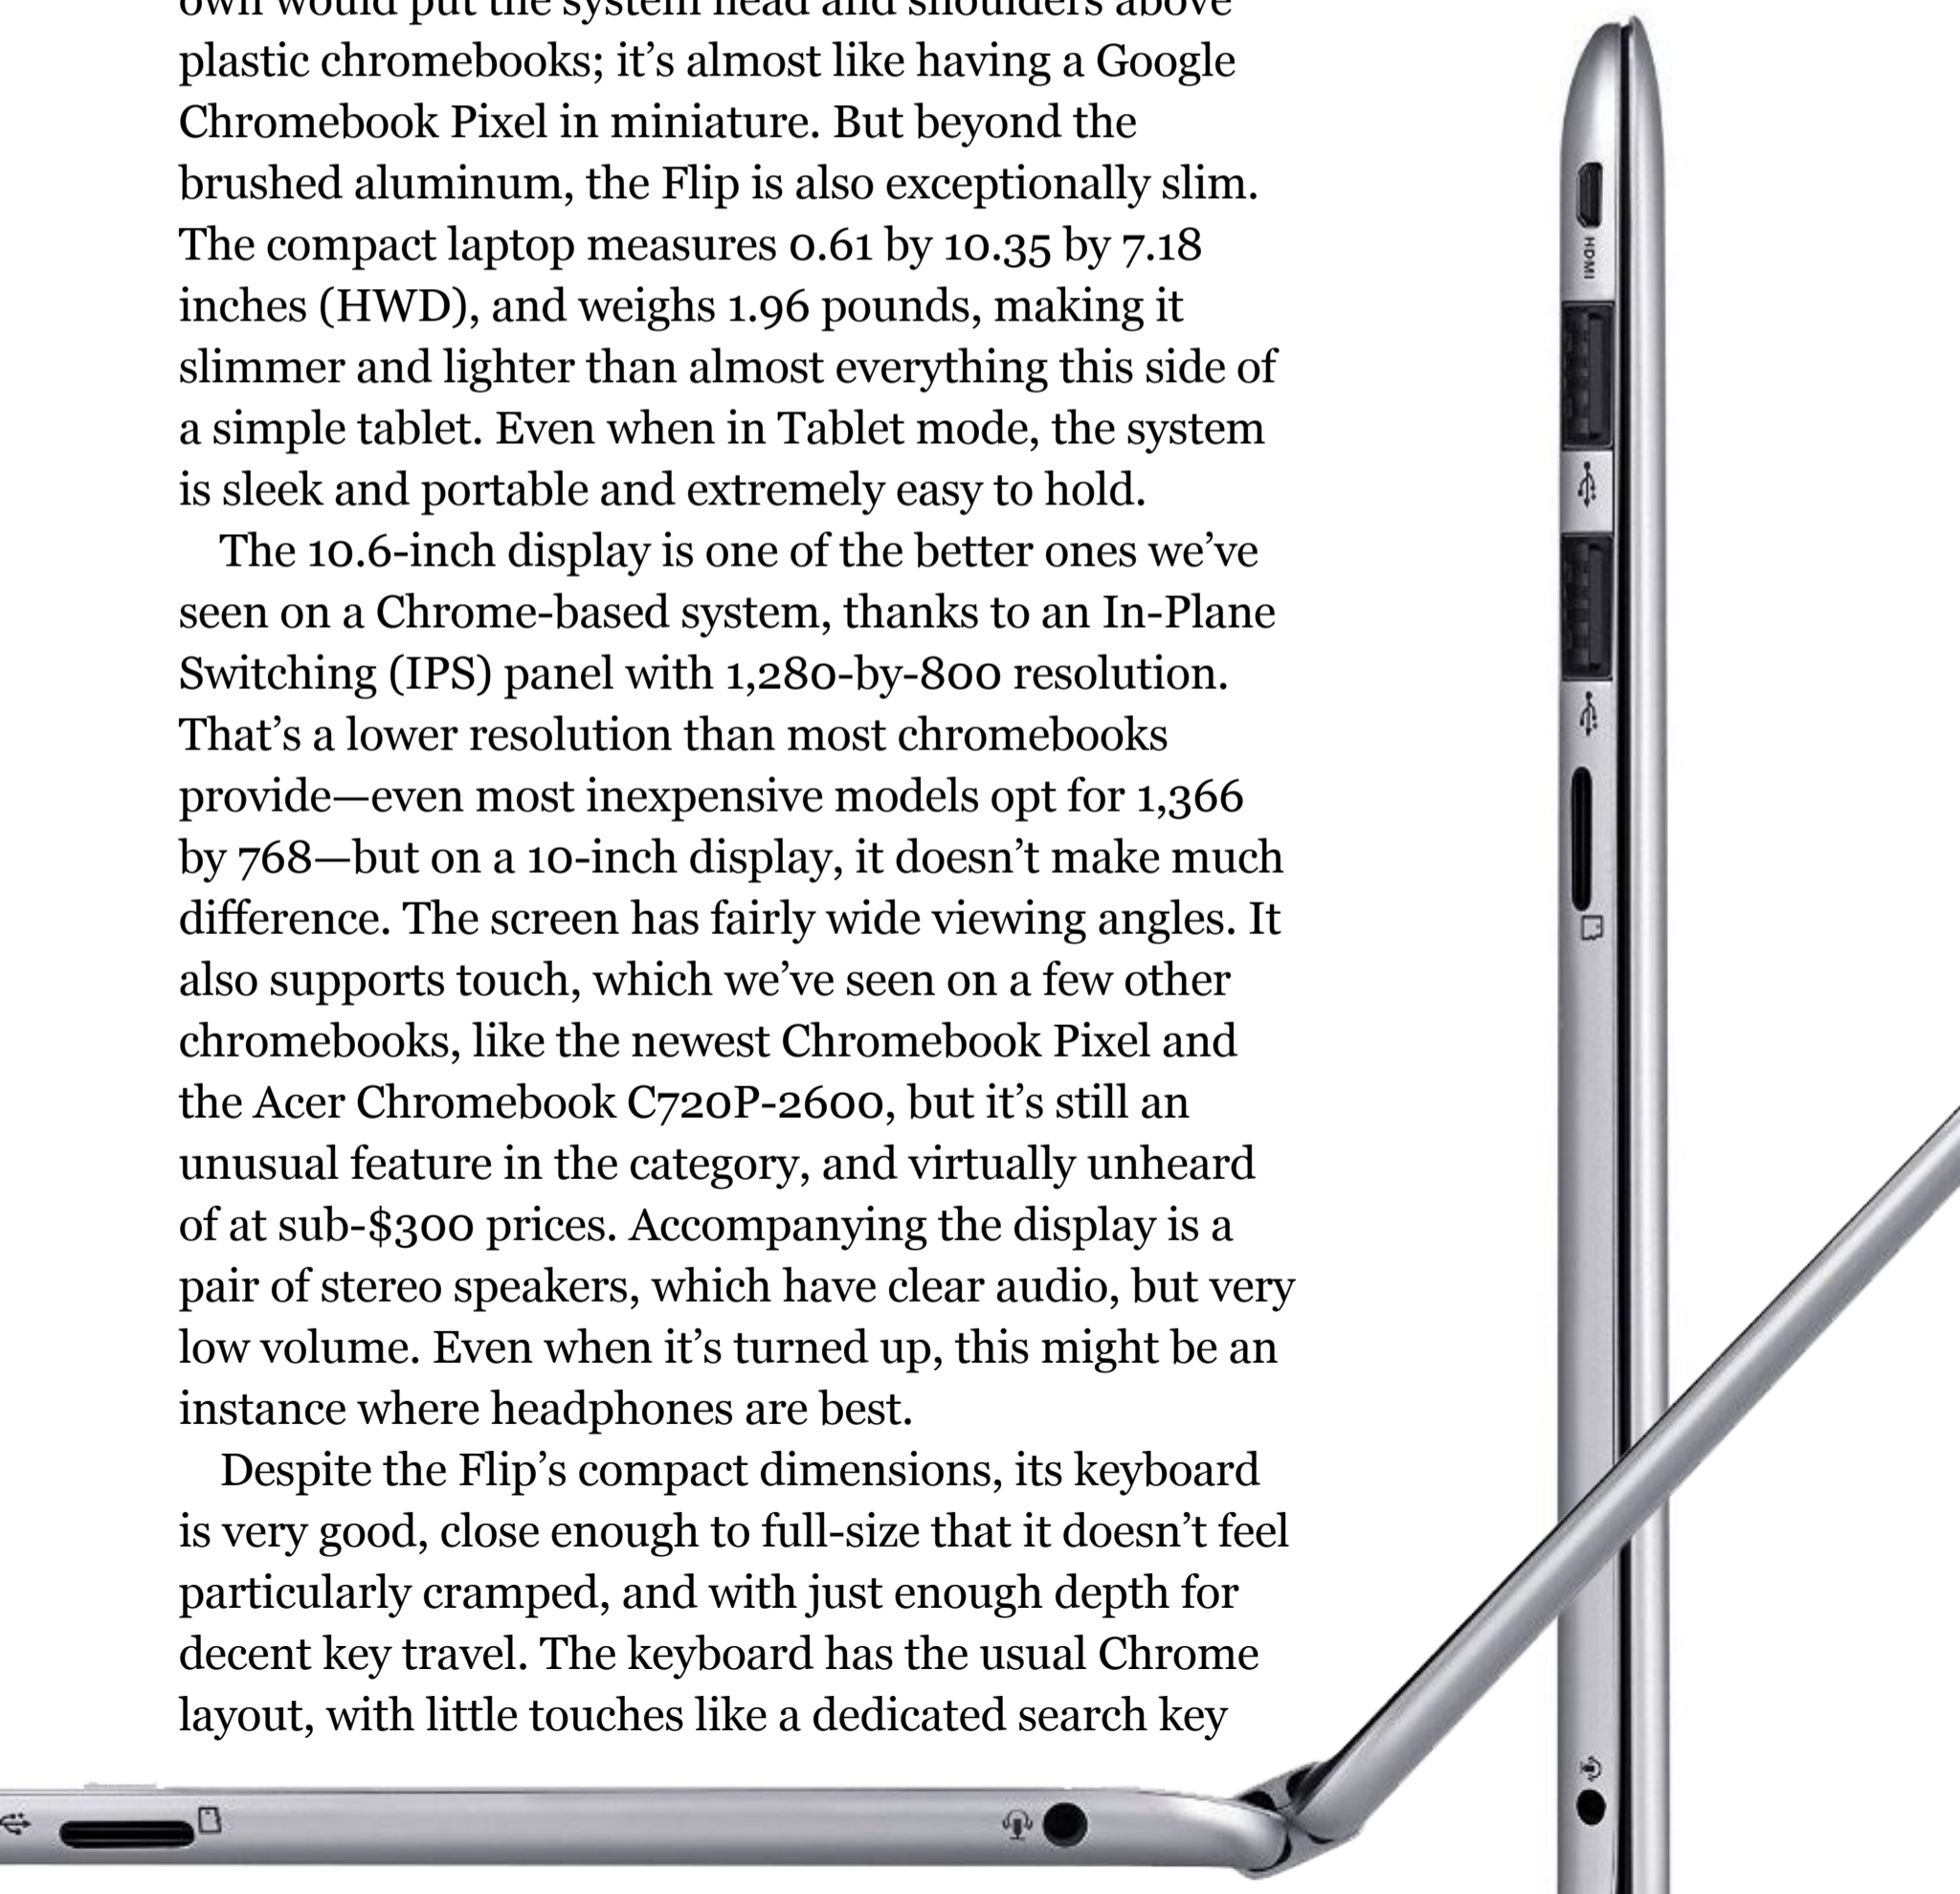 own would put the system head and shoulders above
plastic chromebooks; it’s almost like having a Google
Chromebook Pixel in miniature. But beyond the
brushed aluminum, the Flip is also exceptionally slim.
The compact laptop measures 0.61 by 10.35 by 7.18
inches (HWD), and weighs 1.96 pounds, making it
slimmer and lighter than almost everything this side of
a simple tablet. Even when in Tablet mode, the system
is sleek and portable and extremely easy to hold.
The 10.6-inch display is one of the better ones we’ve
seen on a Chrome-based system, thanks to an In-Plane
Switching (IPS) panel with 1,280-by-800 resolution.
That’s a lower resolution than most chromebooks
provide—even most inexpensive models opt for 1,366
by 768—but on a 10-inch display, it doesn’t make much
difference. The screen has fairly wide viewing angles. It
also supports touch, which we’ve seen on a few other
chromebooks, like the newest Chromebook Pixel and
the Acer Chromebook C720P-2600, but it’s still an
unusual feature in the category, and virtually unheard
of at sub-$300 prices. Accompanying the display is a
pair of stereo speakers, which have clear audio, but very
low volume. Even when it’s turned up, this might be an
instance where headphones are best.
Despite the Flip’s compact dimensions, its keyboard
is very good, close enough to full-size that it doesn’t feel
particularly cramped, and with just enough depth for
decent key travel. The keyboard has the usual Chrome
layout, with little touches like a dedicated search key
HDMI